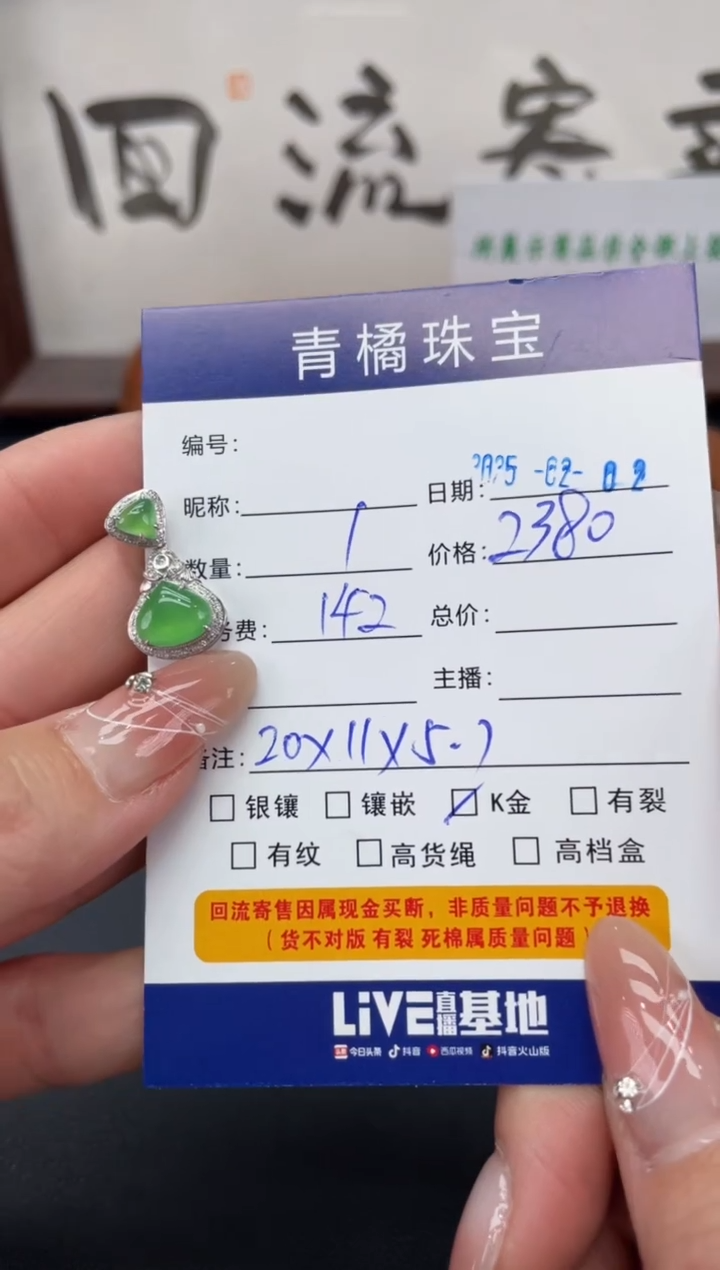 回流寄
青橘珠宝
编号：
昵称： 日期：2025-02-02
数量：1 价格：2380
务费：142 总价：
主播：
备注：20X11X5.7
银镶 镶嵌 K金 有裂
有纹 高货绳 高档盒
回流寄售因属现金买断，非质量问题不予退换
（货不对版 有裂 死棉属质量问题）
LiVE直播基地
头条 今日头条 抖音 西瓜视频 抖音火山版